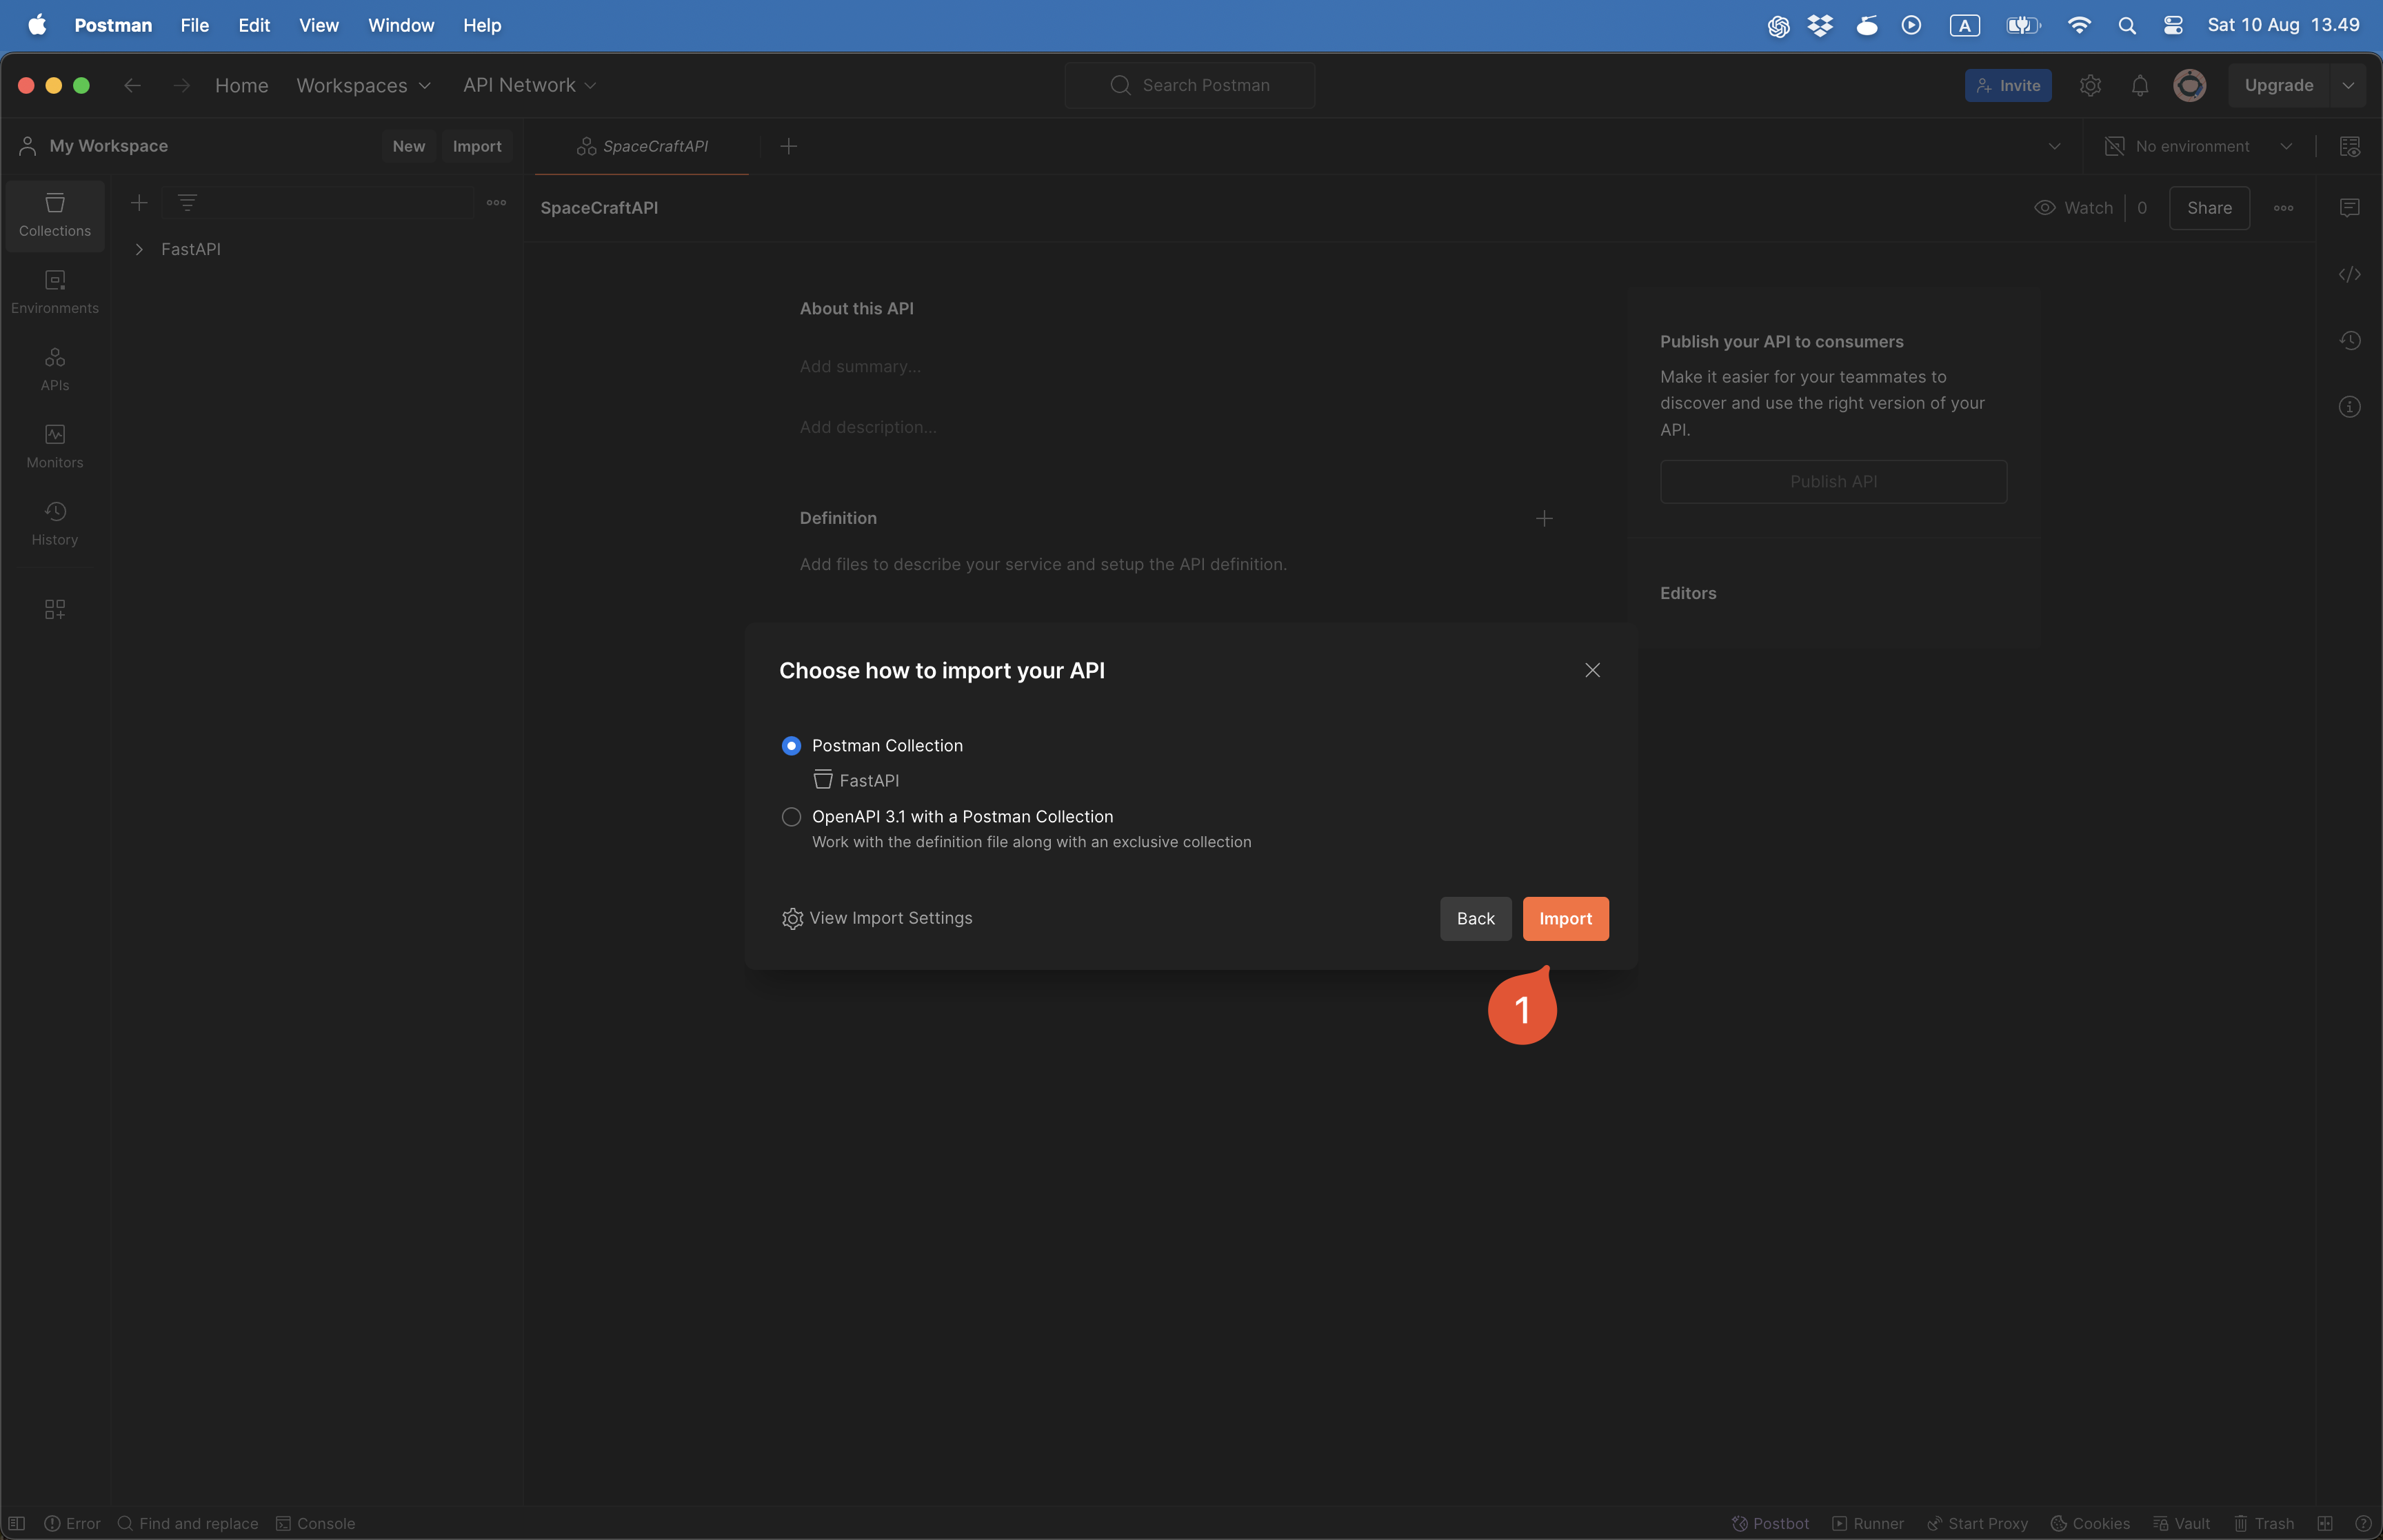 Postman File Edit View Window Help
A Sat 10 Aug 13.49
Home Workspaces API Network Search Postman Invite Upgrade
My Workspace New Import SpaceCraftAPI No environment
SpaceCraftAPI Watch 0 Share
Collections
FastAPI
Environments
APIs
Monitors
History
About this API
Add summary...
Add description...
Definition
Add files to describe your service and setup the API definition.
Publish your API to consumers
Make it easier for your teammates to
discover and use the right version of your
API.
Publish API
Editors
Choose how to import your API
Postman Collection
FastAPI
OpenAPI 3.1 with a Postman Collection
Work with the definition file along with an exclusive collection
View Import Settings Back Import
1
Error Find and replace Console Postbot Runner Start Proxy Cookies Vault Trash